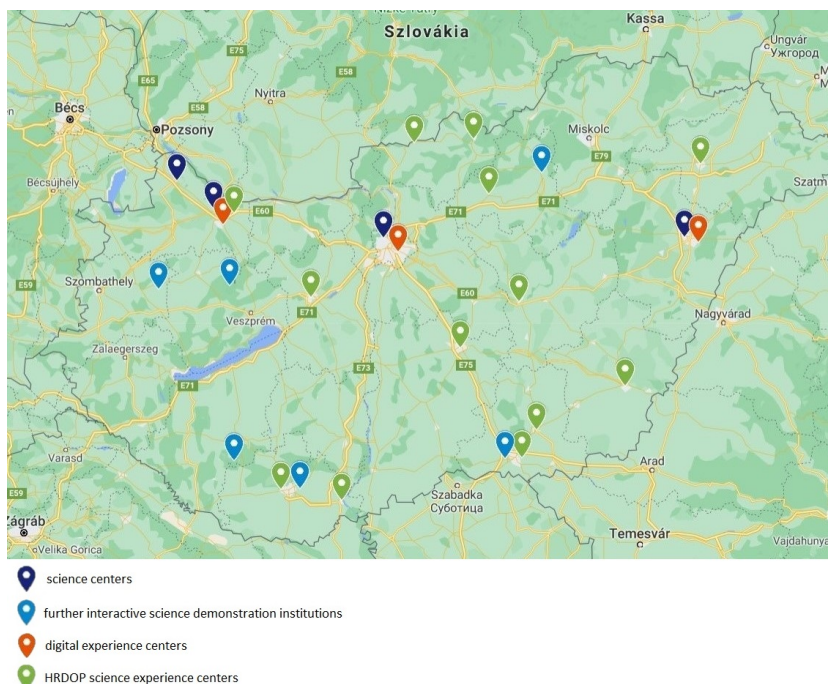 Nízke Tatry
Szlovákia
Kassa
E75
Ungvár
Ужгород
E65
E58
Nyitra
Bécs
E58
Pozsony
Miskolc
E79
Bécsújhely
Szatm
E71
E60
E71
Szombathely
E59
E60
E71
Nagyvárad
Veszprém
Zalaegerszeg
E73
E75
E71
Varasd
Arad
E59
Szabadka
Суботица
Zágráb
Temesvár
Velika Gorica
Vajdahunya
science centers
further interactive science demonstration institutions
digital experience centers
HRDOP science experience centers